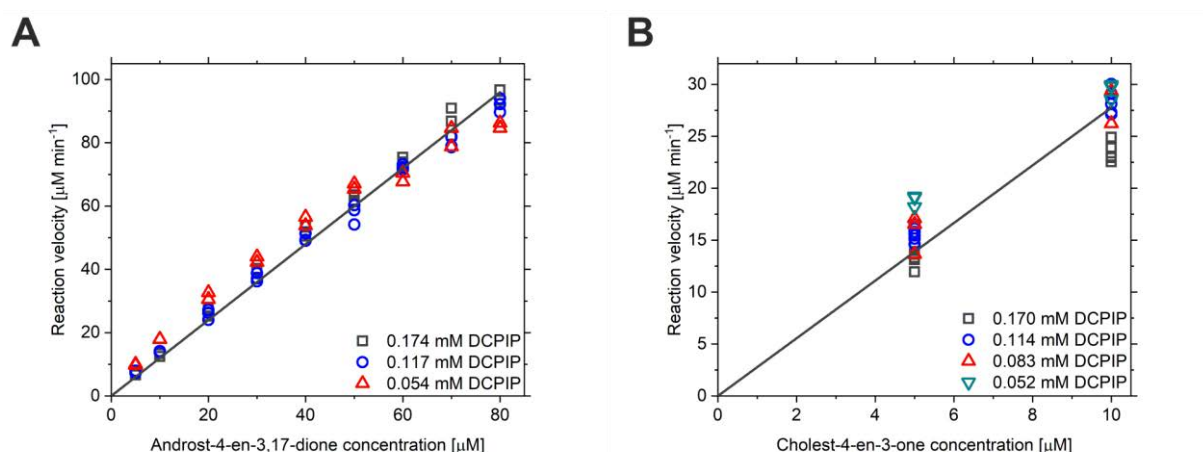 A
Reaction velocity [µM min⁻¹]
100
80
60
40
20
0
0 20 40 60 80
Androst-4-en-3,17-dione concentration [µM]
0.174 mM DCPIP
0.117 mM DCPIP
0.054 mM DCPIP
B
Reaction velocity [µM min⁻¹]
30
25
20
15
10
5
0
0 2 4 6 8 10
Cholest-4-en-3-one concentration [µM]
0.170 mM DCPIP
0.114 mM DCPIP
0.083 mM DCPIP
0.052 mM DCPIP